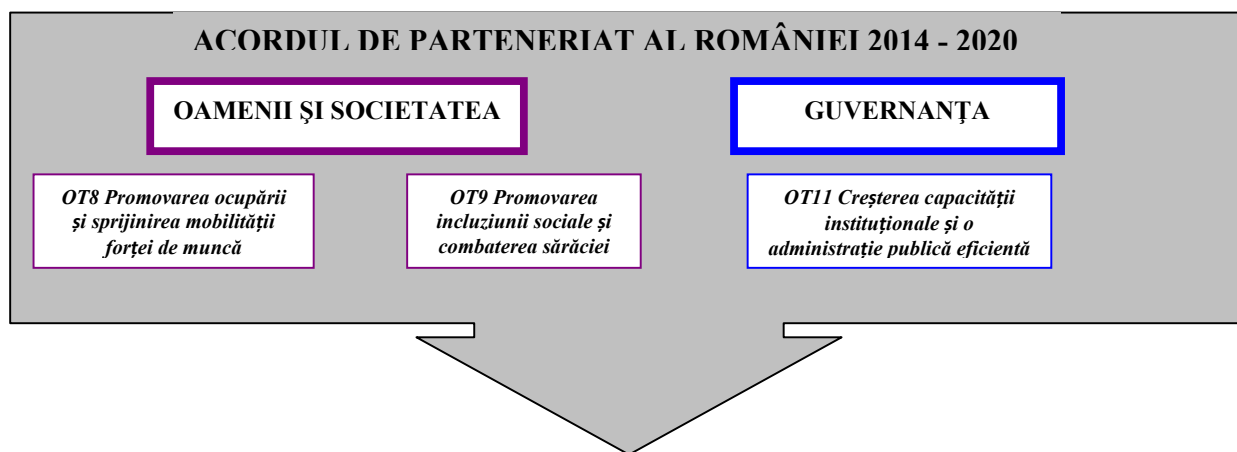 ACORDUL DE PARTENERIAT AL ROMÂNIEI 2014 - 2020
OAMENII ŞI SOCIETATEA
GUVERNANŢA
OT8 Promovarea ocupării
și sprijinirea mobilității
forței de muncă
OT9 Promovarea
incluziunii sociale și
combaterea sărăciei
OT11 Creșterea capacității
instituționale și o
administrație publică eficientă